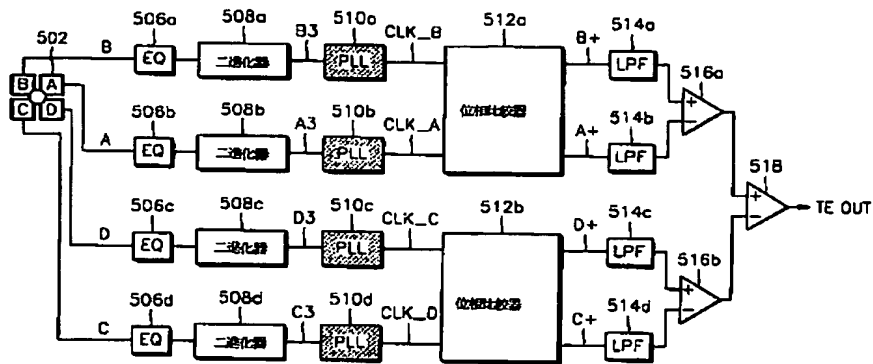 506a 508a 510a 512a 514a
502 B EQ 二進化器 B3 PLL CLK_B B+ LPF 516a
B A
C D
506b 508b 510b 514b
A EQ 二進化器 A3 PLL CLK_A 位相比較器 A+ LPF
518
TE OUT
506c 508c 510c 512b 514c
D EQ 二進化器 D3 PLL CLK_C D+ LPF 516b
506d 508d 510d 514d
C EQ 二進化器 C3 PLL CLK_D 位相比較器 C+ LPF
+
−
+
−
+
−